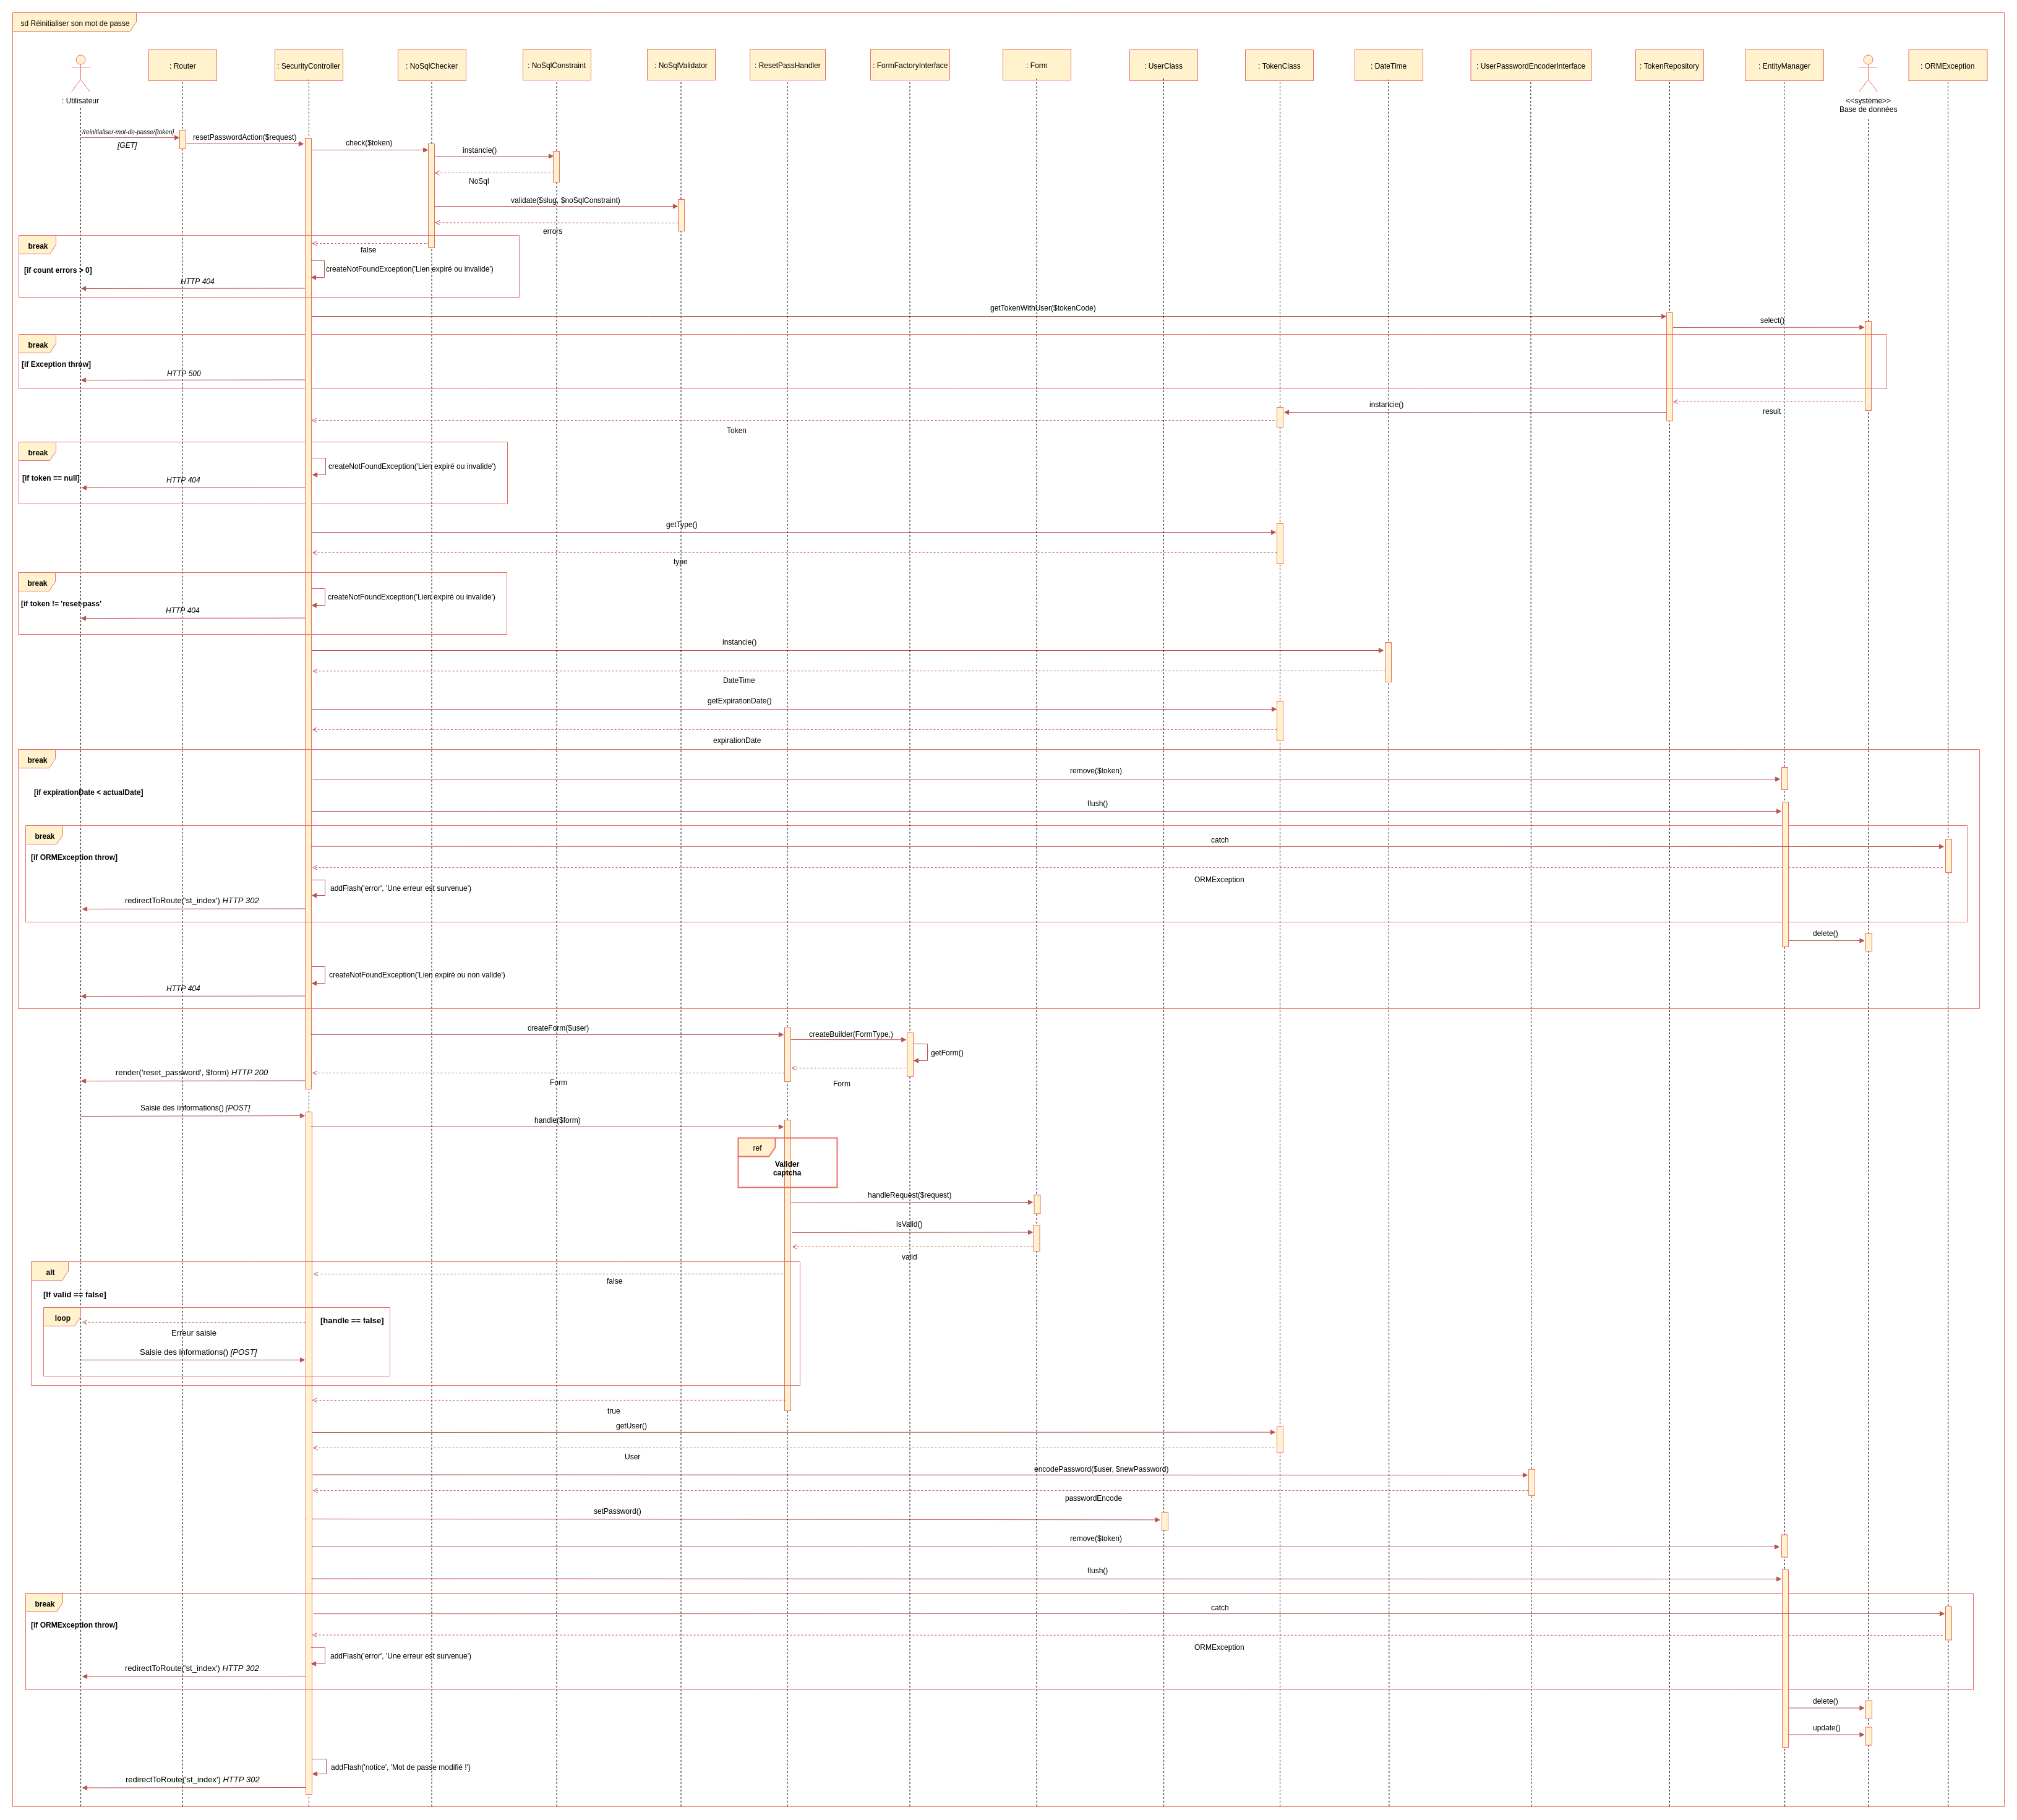 sd Réinitialiser son mot de passe
: Utilisateur
: Router
: SecurityController
: NoSqlChecker
: NoSqlConstraint
: NoSqlValidator
: ResetPassHandler
: FormFactoryInterface
: Form
: UserClass
: TokenClass
: DateTime
: UserPasswordEncoderInterface
: TokenRepository
: EntityManager
<<système>>
Base de données
: ORMException
/reinitialiser-mot-de-passe/{token}
[GET]
resetPasswordAction($request)
check($token)
instancie()
NoSql
validate($slug, $noSqlConstraint)
errors
break
false
[if count errors > 0]
createNotFoundException('Lien expiré ou invalide')
HTTP 404
getTokenWithUser($tokenCode)
select()
break
[if Exception throw]
HTTP 500
result
instancie()
Token
break
createNotFoundException('Lien expiré ou invalide')
[if token == null]
HTTP 404
getType()
type
break
[if token != 'reset-pass'
createNotFoundException('Lien expiré ou invalide')
HTTP 404
instancie()
DateTime
getExpirationDate()
expirationDate
break
remove($token)
[if expirationDate < actualDate]
flush()
break
catch
[if ORMException throw]
ORMException
addFlash('error', 'Une erreur est survenue')
redirectToRoute('st_index') HTTP 302
delete()
createNotFoundException('Lien expiré ou non valide')
HTTP 404
createForm($user)
createBuilder(FormType,)
getForm()
Form
Form
render('reset_password', $form) HTTP 200
Saisie des iinformations() [POST]
handle($form)
ref
Valider
captcha
handleRequest($request)
isValid()
valid
alt
false
[If valid == false]
loop
[handle == false]
Erreur saisie
Saisie des informations() [POST]
true
getUser()
User
encodePassword($user, $newPassword)
passwordEncode
setPassword()
remove($token)
flush()
break
catch
[if ORMException throw]
ORMException
addFlash('error', 'Une erreur est survenue')
redirectToRoute('st_index') HTTP 302
delete()
update()
addFlash('notice', 'Mot de passe modifié !')
redirectToRoute('st_index') HTTP 302